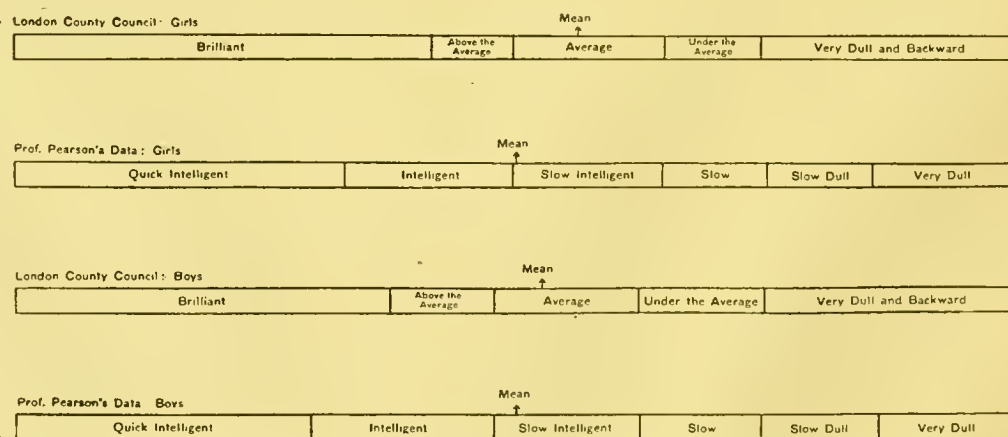 London County Council: Girls
Mean
Brilliant
Above the
Average
Average
Under the
Average
Very Dull and Backward
Prof. Pearson's Data: Girls
Mean
Quick Intelligent
Intelligent
Slow Intelligent
Slow
Slow Dull
Very Dull
London County Council: Boys
Mean
Brilliant
Above the
Average
Average
Under the Average
Very Dull and Backward
Prof. Pearson's Data Boys
Mean
Quick Intelligent
Intelligent
Slow Intelligent
Slow
Slow Dull
Very Dull